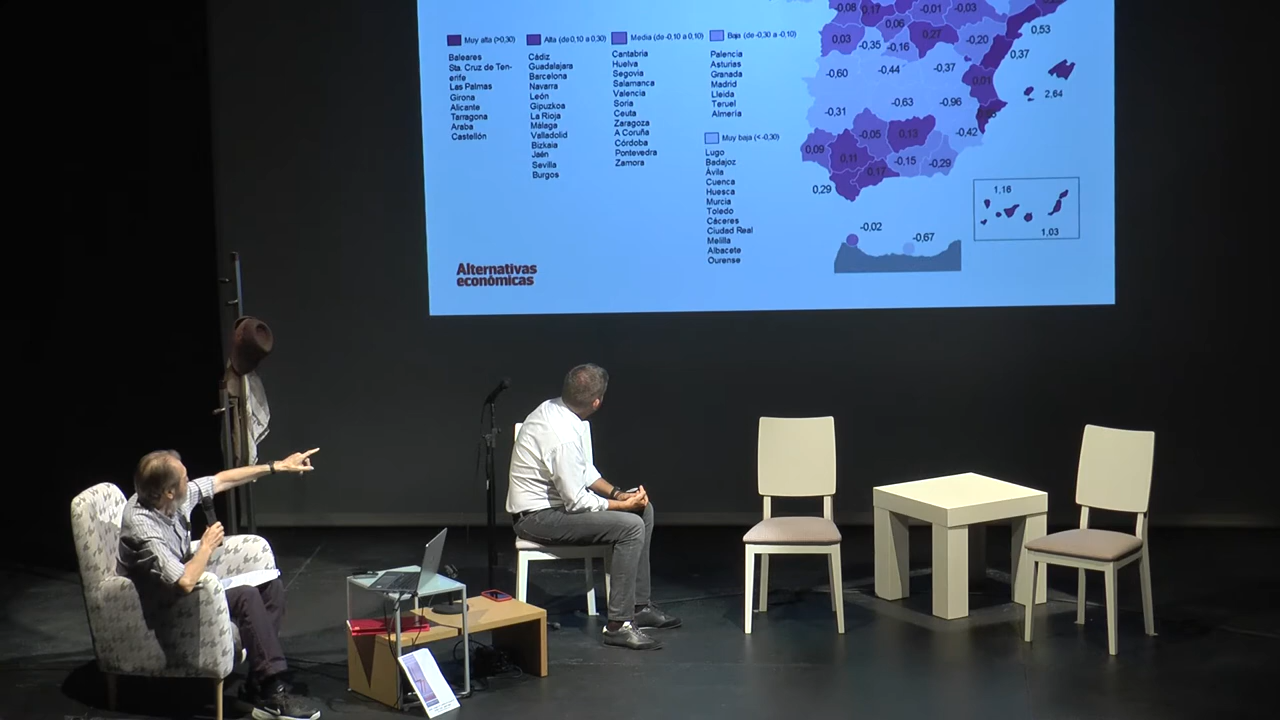 Muy alta (>0,30)
Baleares
Sta. Cruz de Ten-
erife
Las Palmas
Girona
Alicante
Tarragona
Araba
Castellón
Alta (de 0,10 a 0,30)
Cádiz
Guadalajara
Barcelona
Navarra
León
Gipuzkoa
La Rioja
Málaga
Valladolid
Bizkaia
Jaén
Sevilla
Burgos
Media (de -0,10 a 0,10)
Cantabria
Huelva
Segovia
Salamanca
Valencia
Soria
Ceuta
Zaragoza
A Coruña
Córdoba
Pontevedra
Zamora
Baja (de -0,30 a -0,10)
Palencia
Asturias
Granada
Madrid
Lleida
Teruel
Almería
Muy baja (< -0,30)
Lugo
Badajoz
Ávila
Cuenca
Huesca
Murcia
Toledo
Cáceres
Ciudad Real
Melilla
Albacete
Ourense
-0,08 0,17 -0,01 -0,03
0,06
0,53
0,03 -0,35 -0,16 0,27 -0,20
0,37
-0,60 -0,44 -0,37 -0,01
2,64
-0,31 -0,63 -0,96
-0,05 0,13 -0,42
0,09 0,11 0,17 -0,15 -0,29
0,29
1,16
1,03
-0,02
-0,67
Alternativas
económicas